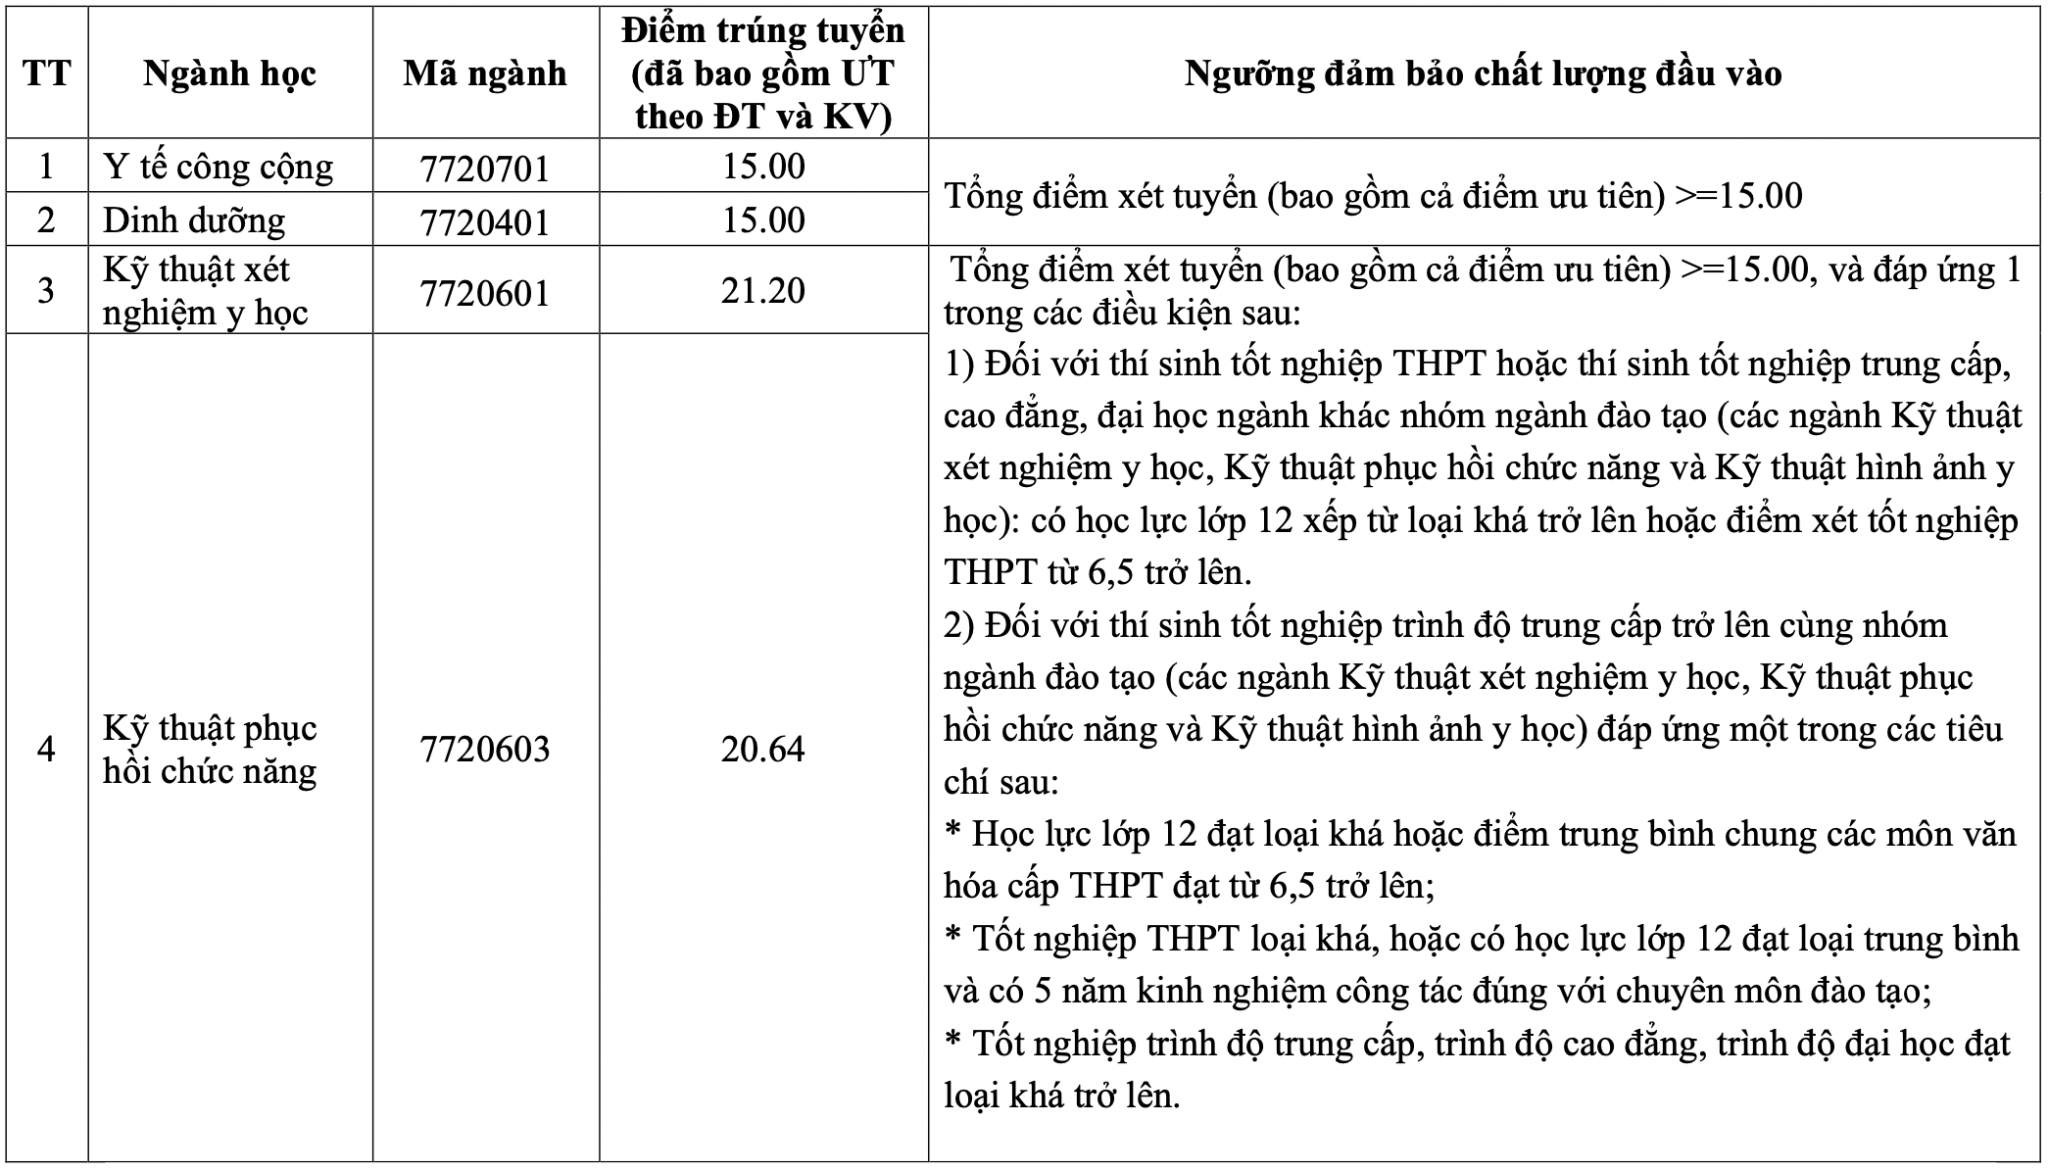 TT
Ngành học
Mã ngành
Điểm trúng tuyển
(đã bao gồm ƯT
theo ĐT và KV)
Ngưỡng đảm bảo chất lượng đầu vào
1
Y tế công cộng
7720701
15.00
Tổng điểm xét tuyển (bao gồm cả điểm ưu tiên) >=15.00
2
Dinh dưỡng
7720401
15.00
3
Kỹ thuật xét
nghiệm y học
7720601
21.20
Tổng điểm xét tuyển (bao gồm cả điểm ưu tiên) >=15.00, và đáp ứng 1
trong các điều kiện sau:
1) Đối với thí sinh tốt nghiệp THPT hoặc thí sinh tốt nghiệp trung cấp,
cao đẳng, đại học ngành khác nhóm ngành đào tạo (các ngành Kỹ thuật
xét nghiệm y học, Kỹ thuật phục hồi chức năng và Kỹ thuật hình ảnh y
học): có học lực lớp 12 xếp từ loại khá trở lên hoặc điểm xét tốt nghiệp
THPT từ 6,5 trở lên.
2) Đối với thí sinh tốt nghiệp trình độ trung cấp trở lên cùng nhóm
ngành đào tạo (các ngành Kỹ thuật xét nghiệm y học, Kỹ thuật phục
hồi chức năng và Kỹ thuật hình ảnh y học) đáp ứng một trong các tiêu
chí sau:
* Học lực lớp 12 đạt loại khá hoặc điểm trung bình chung các môn văn
hóa cấp THPT đạt từ 6,5 trở lên;
* Tốt nghiệp THPT loại khá, hoặc có học lực lớp 12 đạt loại trung bình
và có 5 năm kinh nghiệm công tác đúng với chuyên môn đào tạo;
* Tốt nghiệp trình độ trung cấp, trình độ cao đẳng, trình độ đại học đạt
loại khá trở lên.
4
Kỹ thuật phục
hồi chức năng
7720603
20.64